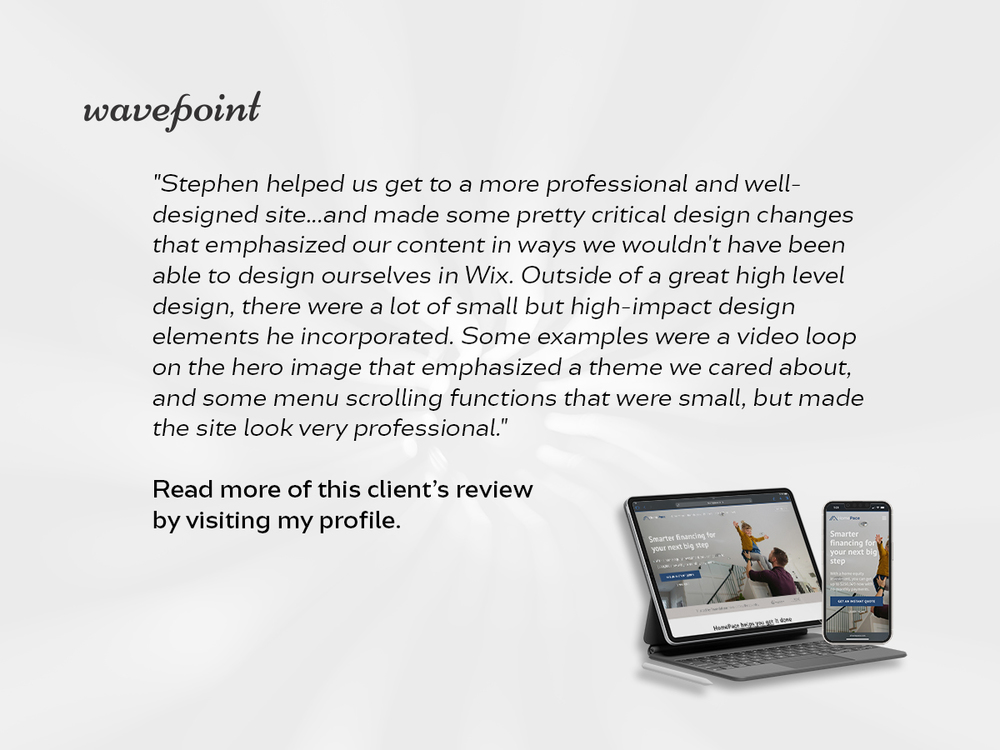 wavepoint
"Stephen helped us get to a more professional and well-
designed site...and made some pretty critical design changes
that emphasized our content in ways we wouldn't have been
able to design ourselves in Wix. Outside of a great high level
design, there were a lot of small but high-impact design
elements he incorporated. Some examples were a video loop
on the hero image that emphasized a theme we cared about,
and some menu scrolling functions that were small, but made
the site look very professional."
Read more of this client’s review
by visiting my profile.
Smarter financing for
your next big step
HomePace helps you get it done
Smarter
financing for
your next big
step
GET AN INSTANT QUOTE